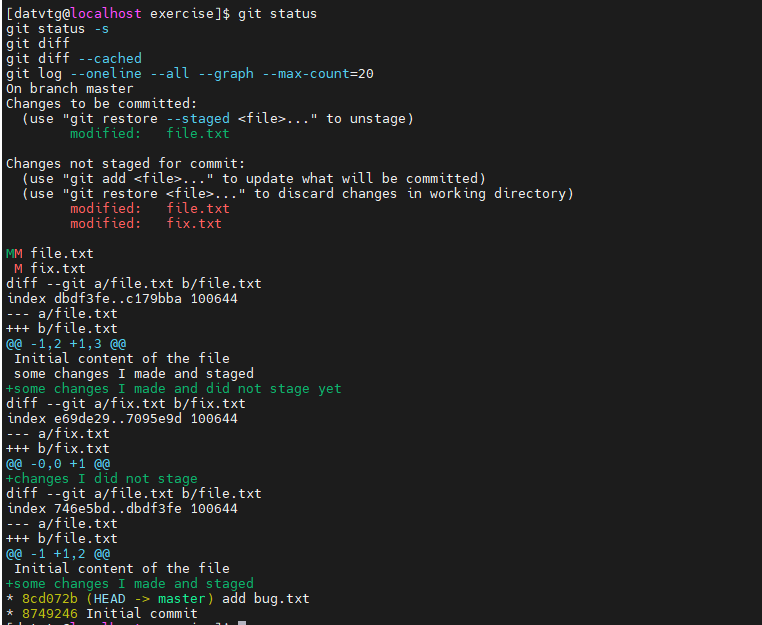 [datvtg@localhost exercise]$ git status
git status -s
git diff
git diff --cached
git log --oneline --all --graph --max-count=20
On branch master
Changes to be committed:
  (use "git restore --staged <file>..." to unstage)
        modified:   file.txt

Changes not staged for commit:
  (use "git add <file>..." to update what will be committed)
  (use "git restore <file>..." to discard changes in working directory)
        modified:   file.txt
        modified:   fix.txt

MM file.txt
 M fix.txt
diff --git a/file.txt b/file.txt
index dbdf3fe..c179bba 100644
--- a/file.txt
+++ b/file.txt
@@ -1,2 +1,3 @@
 Initial content of the file
 some changes I made and staged
+some changes I made and did not stage yet
diff --git a/fix.txt b/fix.txt
index e69de29..7095e9d 100644
--- a/fix.txt
+++ b/fix.txt
@@ -0,0 +1 @@
+changes I did not stage
diff --git a/file.txt b/file.txt
index 746e5bd..dbdf3fe 100644
--- a/file.txt
+++ b/file.txt
@@ -1 +1,2 @@
 Initial content of the file
+some changes I made and staged
* 8cd072b (HEAD -> master) add bug.txt
* 8749246 Initial commit
[datvtg@localhost exercise]$